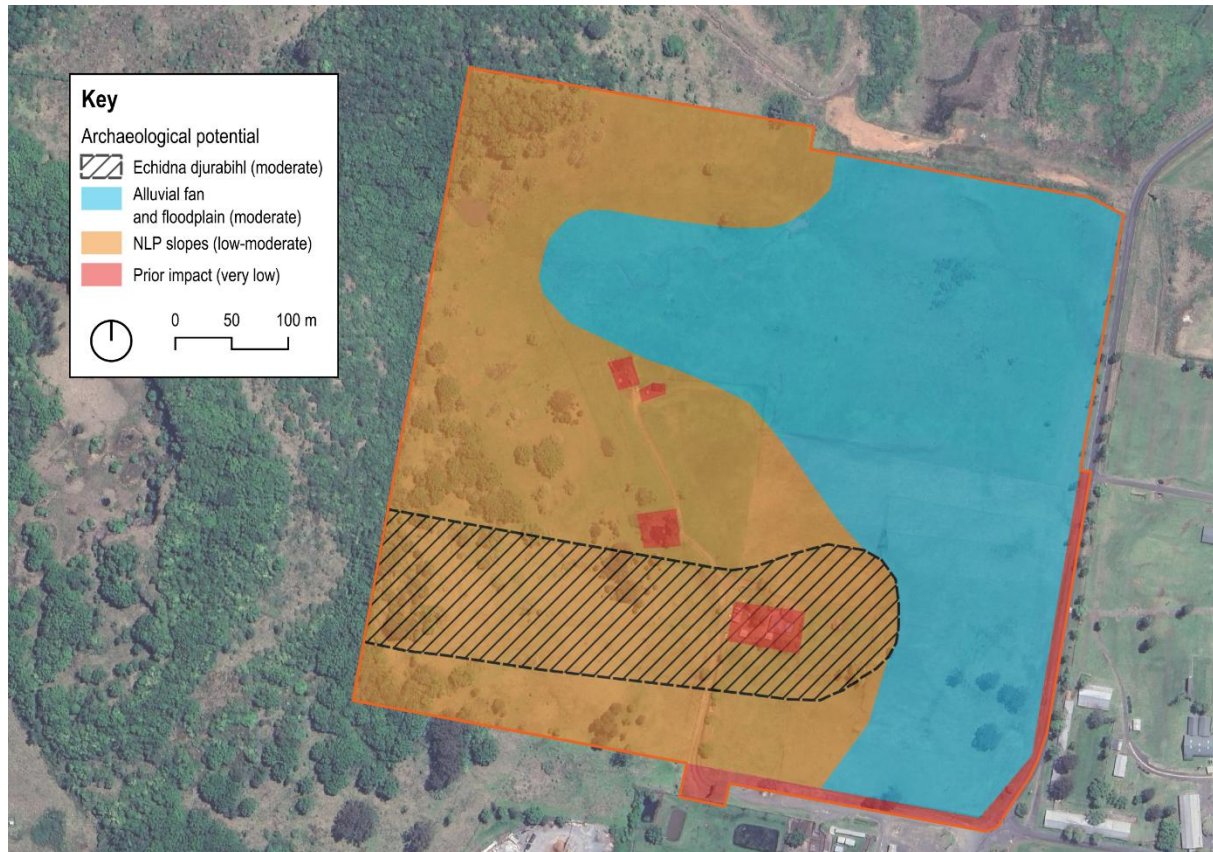 Key
Archaeological potential
Echidna djurabihl (moderate)
Alluvial fan
and floodplain (moderate)
NLP slopes (low-moderate)
Prior impact (very low)
0 50 100 m